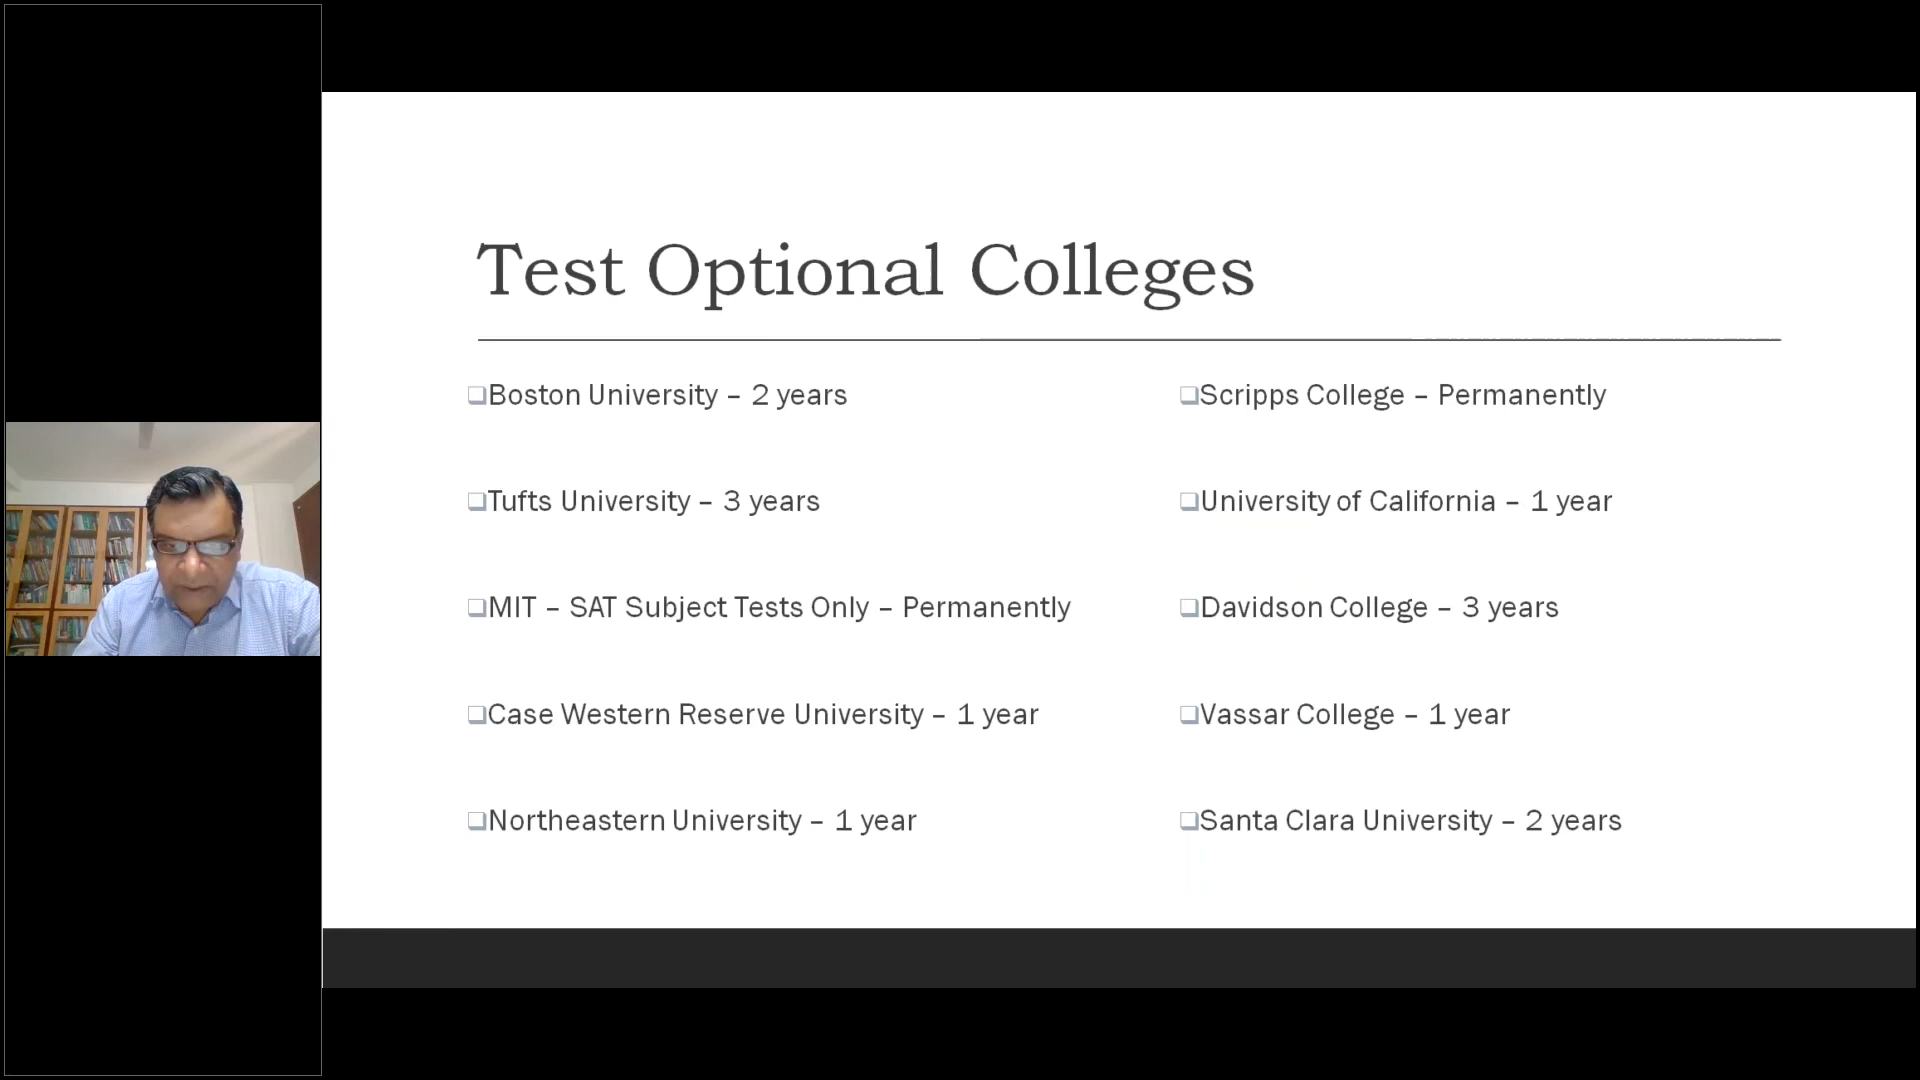 Test Optional Colleges
Boston University – 2 years
Tufts University – 3 years
MIT – SAT Subject Tests Only – Permanently
Case Western Reserve University – 1 year
Northeastern University – 1 year
Scripps College – Permanently
University of California – 1 year
Davidson College – 3 years
Vassar College – 1 year
Santa Clara University – 2 years